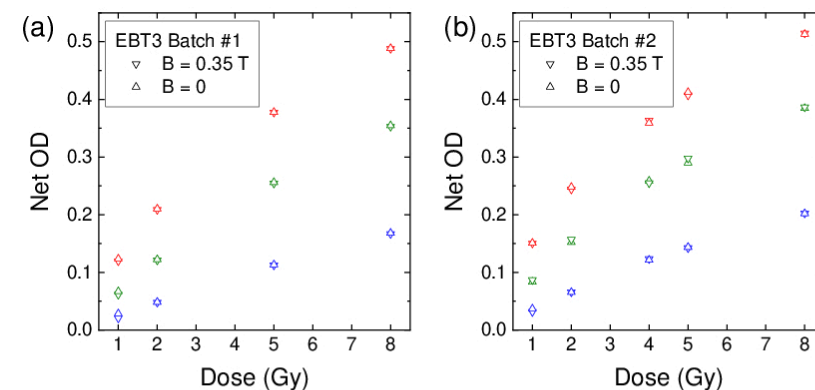 (a)
EBT3 Batch #1
▽ B = 0.35 T
△ B = 0
Net OD
0.5
0.4
0.3
0.2
0.1
0.0
1 2 3 4 5 6 7 8
Dose (Gy)
(b)
EBT3 Batch #2
▽ B = 0.35 T
△ B = 0
Net OD
0.5
0.4
0.3
0.2
0.1
0.0
1 2 3 4 5 6 7 8
Dose (Gy)